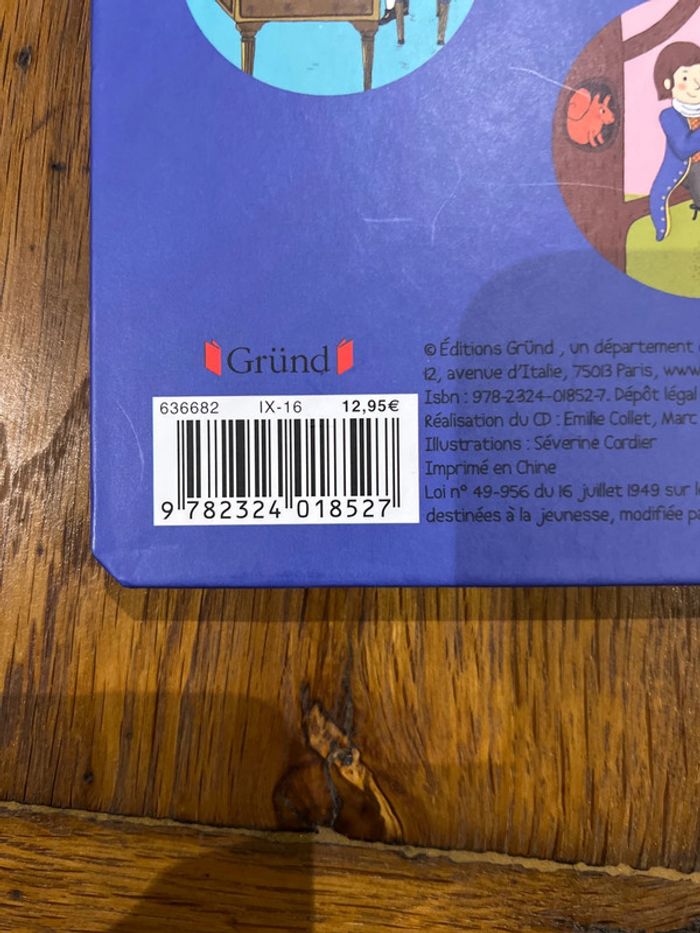 Gründ
636682 IX-16 12,95€
9 782324 018527
© Éditions Gründ , un département
12, avenue d'Italie, 75013 Paris, www
Isbn : 978-2-324-01852-7. Dépôt légal
Réalisation du CD : Emilie Collet, Marc
Illustrations : Séverine Cordier
Imprimé en Chine
Loi n° 49-956 du 16 juillet 1949 sur
destinées à la jeunesse, modifiée